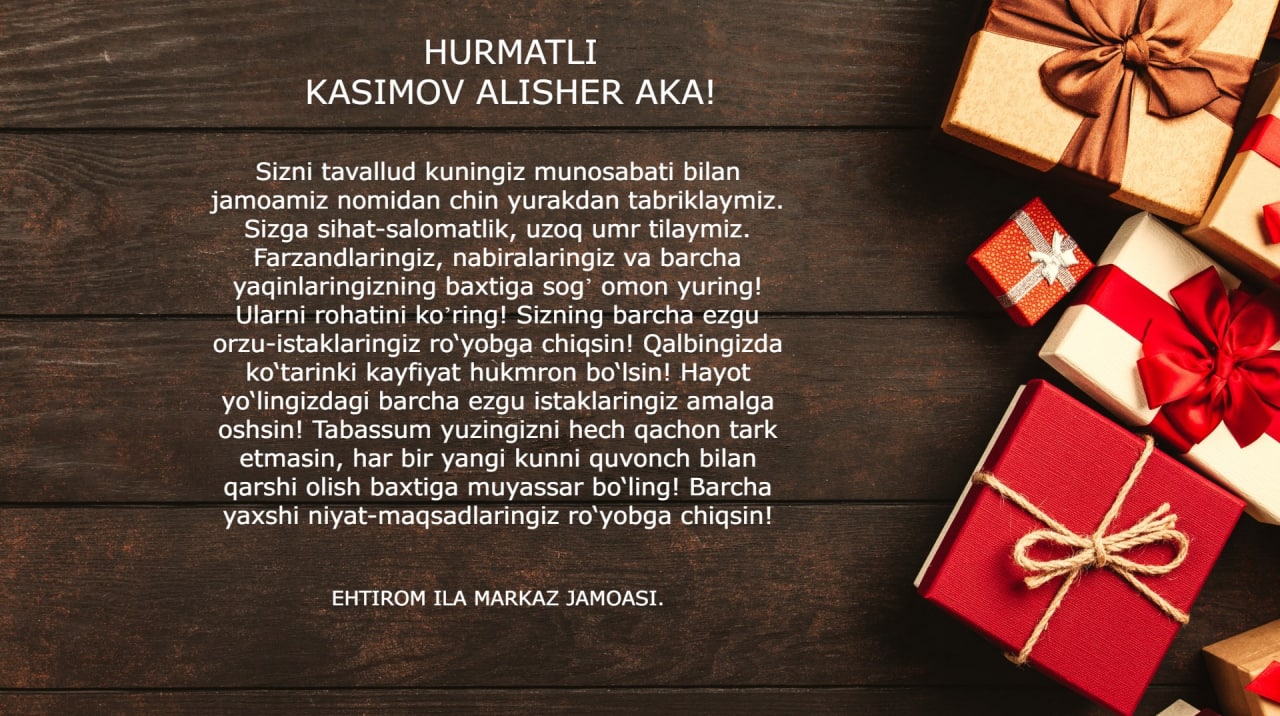 HURMATLI
KASIMOV ALISHER AKA!
Sizni tavallud kuningiz munosabati bilan
jamoamiz nomidan chin yurakdan tabriklaymiz.
Sizga sihat-salomatlik, uzoq umr tilaymiz.
Farzandlaringiz, nabiralaringiz va barcha
yaqinlaringizning baxtiga sog’ omon yuring!
Ularni rohatini ko’ring! Sizning barcha ezgu
orzu-istaklaringiz ro‘yobga chiqsin! Qalbingizda
ko‘tarinki kayfiyat hukmron bo‘lsin! Hayot
yo‘lingizdagi barcha ezgu istaklaringiz amalga
oshsin! Tabassum yuzingizni hech qachon tark
etmasin, har bir yangi kunni quvonch bilan
qarshi olish baxtiga muyassar bo‘ling! Barcha
yaxshi niyat-maqsadlaringiz ro‘yobga chiqsin!
EHTIROM ILA MARKAZ JAMOASI.